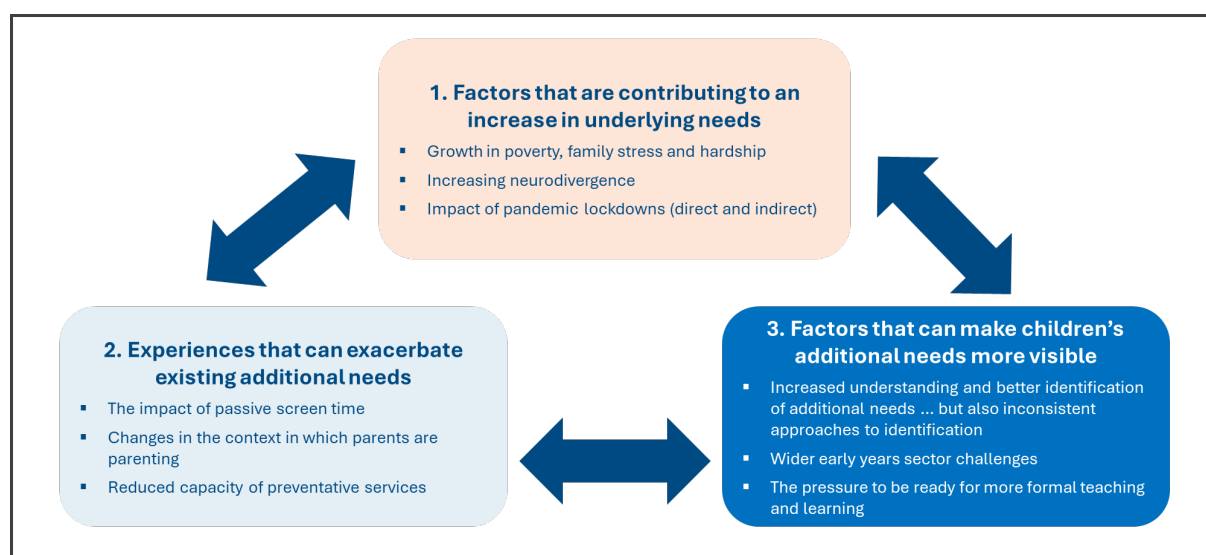 1. Factors that are contributing to an
increase in underlying needs
▪ Growth in poverty, family stress and hardship
▪ Increasing neurodivergence
▪ Impact of pandemic lockdowns (direct and indirect)
2. Experiences that can exacerbate
existing additional needs
▪ The impact of passive screen time
▪ Changes in the context in which parents are
parenting
▪ Reduced capacity of preventative services
3. Factors that can make children’s
additional needs more visible
▪ Increased understanding and better identification
of additional needs ... but also inconsistent
approaches to identification
▪ Wider early years sector challenges
▪ The pressure to be ready for more formal teaching
and learning